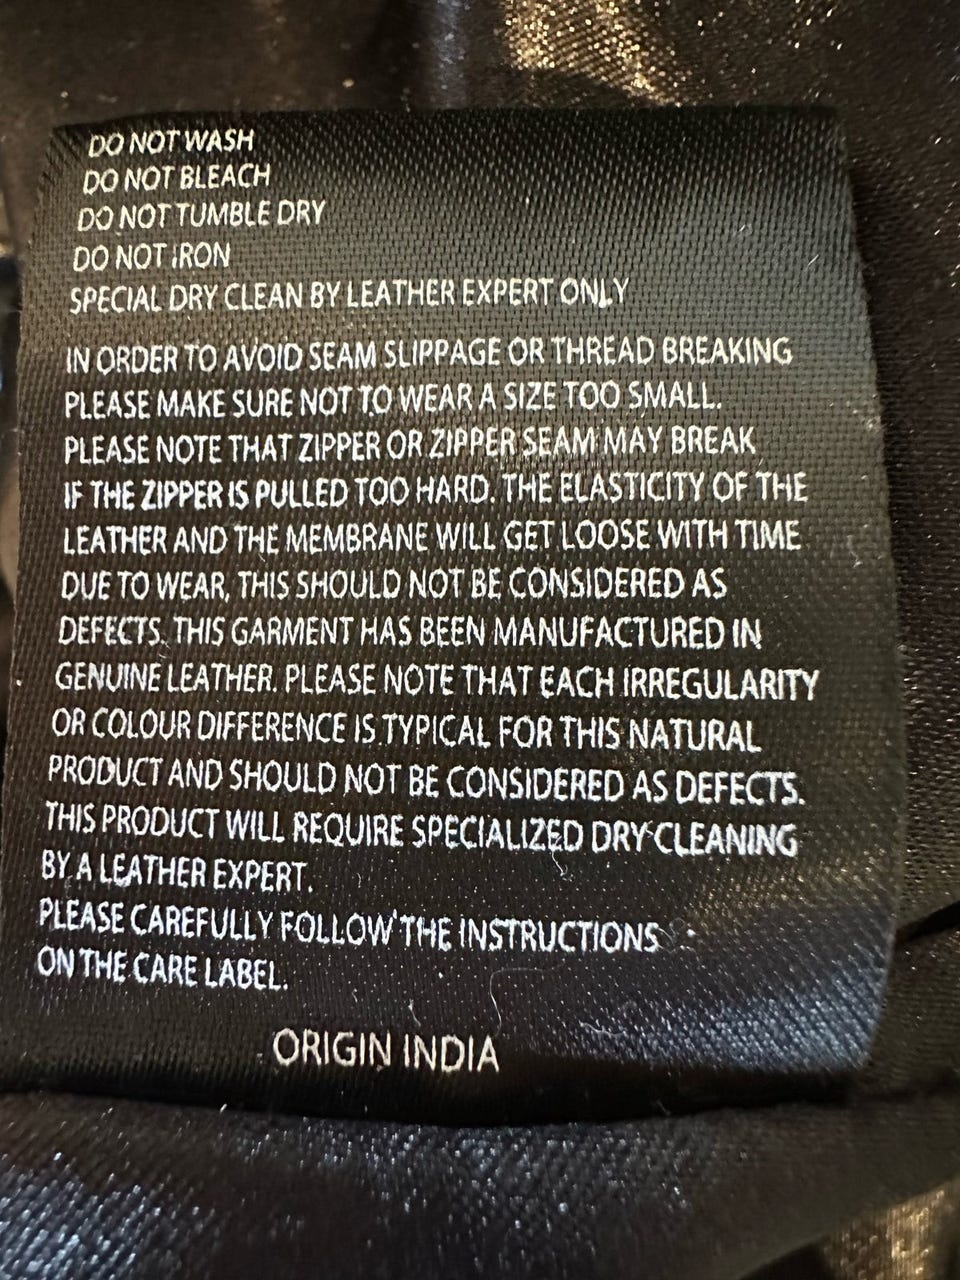 DO NOT WASH
DO NOT BLEACH
DO NOT TUMBLE DRY
DO NOT IRON
SPECIAL DRY CLEAN BY LEATHER EXPERT ONLY
IN ORDER TO AVOID SEAM SLIPPAGE OR THREAD BREAKING
PLEASE MAKE SURE NOT TO WEAR A SIZE TOO SMALL.
PLEASE NOTE THAT ZIPPER OR ZIPPER SEAM MAY BREAK
IF THE ZIPPER IS PULLED TOO HARD. THE ELASTICITY OF THE
LEATHER AND THE MEMBRANE WILL GET LOOSE WITH TIME
DUE TO WEAR, THIS SHOULD NOT BE CONSIDERED AS
DEFECTS. THIS GARMENT HAS BEEN MANUFACTURED IN
GENUINE LEATHER. PLEASE NOTE THAT EACH IRREGULARITY
OR COLOUR DIFFERENCE IS TYPICAL FOR THIS NATURAL
PRODUCT AND SHOULD NOT BE CONSIDERED AS DEFECTS.
THIS PRODUCT WILL REQUIRE SPECIALIZED DRY CLEANING
BY A LEATHER EXPERT.
PLEASE CAREFULLY FOLLOW THE INSTRUCTIONS
ON THE CARE LABEL.
ORIGIN INDIA